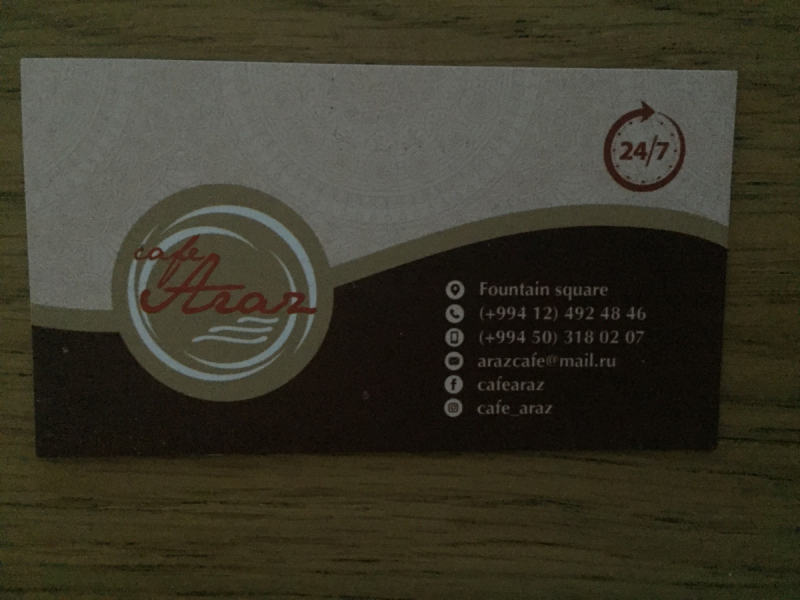 24/7
cafe
Araz
Fountain square
(+994 12) 492 48 46
(+994 50) 318 02 07
arazcafe@mail.ru
cafearaz
cafe_araz